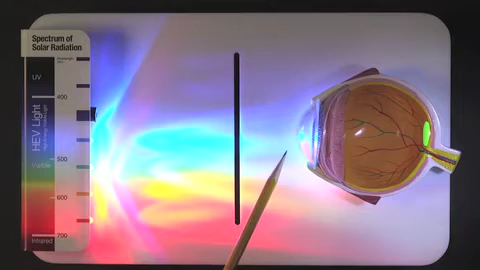 Spectrum of
Solar Radiation
UV
400
HEV Light
Visible
500
600
700
Infrared